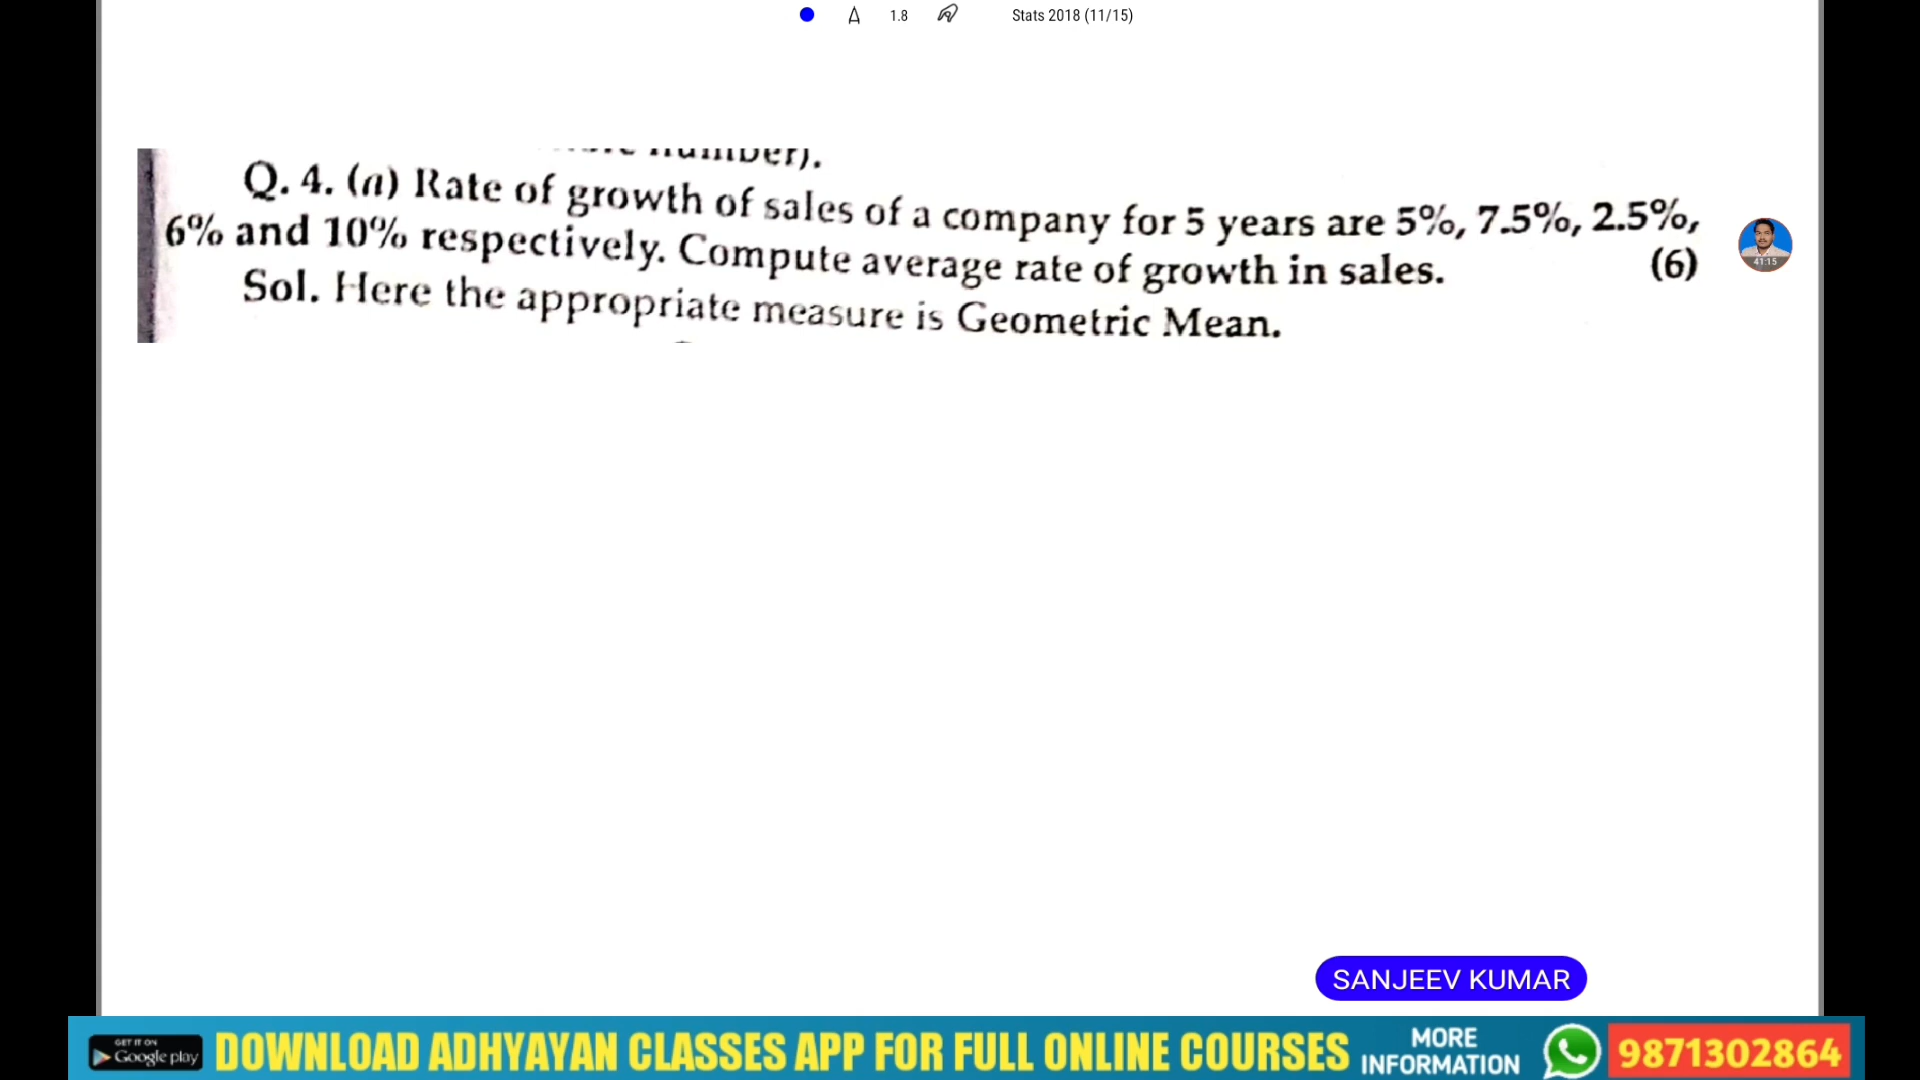 1.8 Stats 2018 (11/15)
number).
Q. 4. (a) Rate of growth of sales of a company for 5 years are 5%, 7.5%, 2.5%,
6% and 10% respectively. Compute average rate of growth in sales. (6)
Sol. Here the appropriate measure is Geometric Mean.
41:15
SANJEEV KUMAR
GET IT ON
Google play
DOWNLOAD ADHYAYAN CLASSES APP FOR FULL ONLINE COURSES
MORE
INFORMATION
9871302864